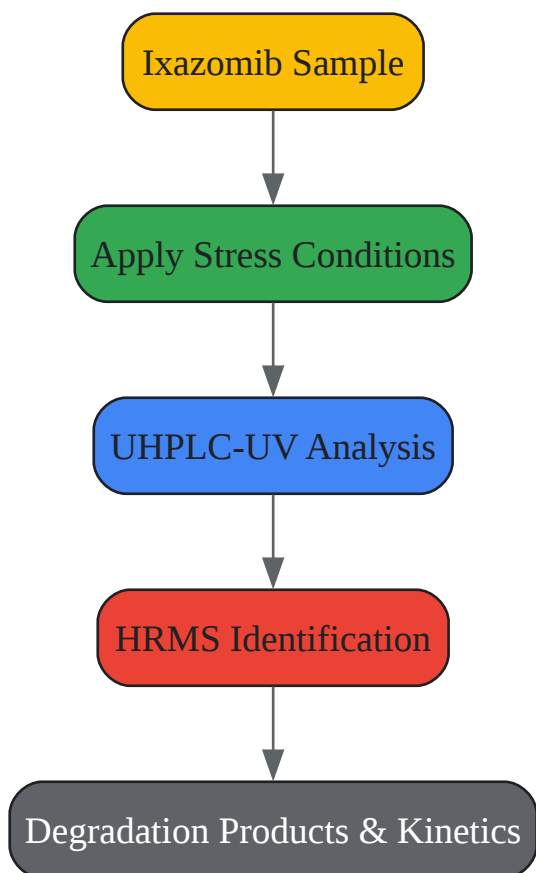 Ixazomib Sample
Apply Stress Conditions
UHPLC-UV Analysis
HRMS Identification
Degradation Products & Kinetics